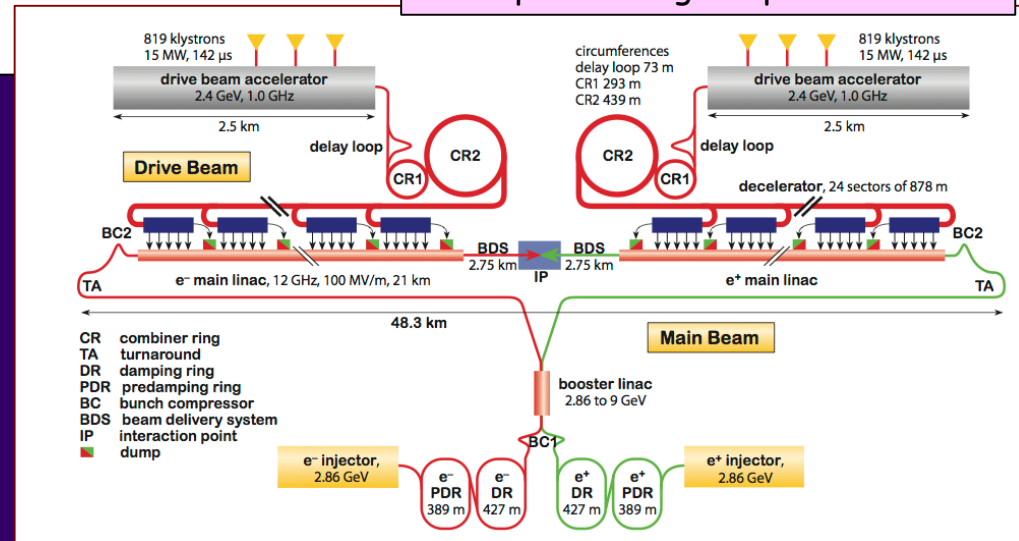 819 klystrons
15 MW, 142 µs
drive beam accelerator
2.4 GeV, 1.0 GHz
2.5 km
delay loop
CR1
CR2
Drive Beam
circumferences
delay loop 73 m
CR1 293 m
CR2 439 m
819 klystrons
15 MW, 142 µs
drive beam accelerator
2.4 GeV, 1.0 GHz
2.5 km
CR2
CR1
delay loop
decelerator, 24 sectors of 878 m
BC2
TA
e– main linac, 12 GHz, 100 MV/m, 21 km
BDS
2.75 km
IP
BDS
2.75 km
e+ main linac
BC2
TA
48.3 km
Main Beam
CR combiner ring
TA turnaround
DR damping ring
PDR predamping ring
BC bunch compressor
BDS beam delivery system
IP interaction point
dump
booster linac
2.86 to 9 GeV
BC1
e– injector,
2.86 GeV
e–
PDR
389 m
e–
DR
427 m
e+
DR
427 m
e+
PDR
389 m
e+ injector,
2.86 GeV